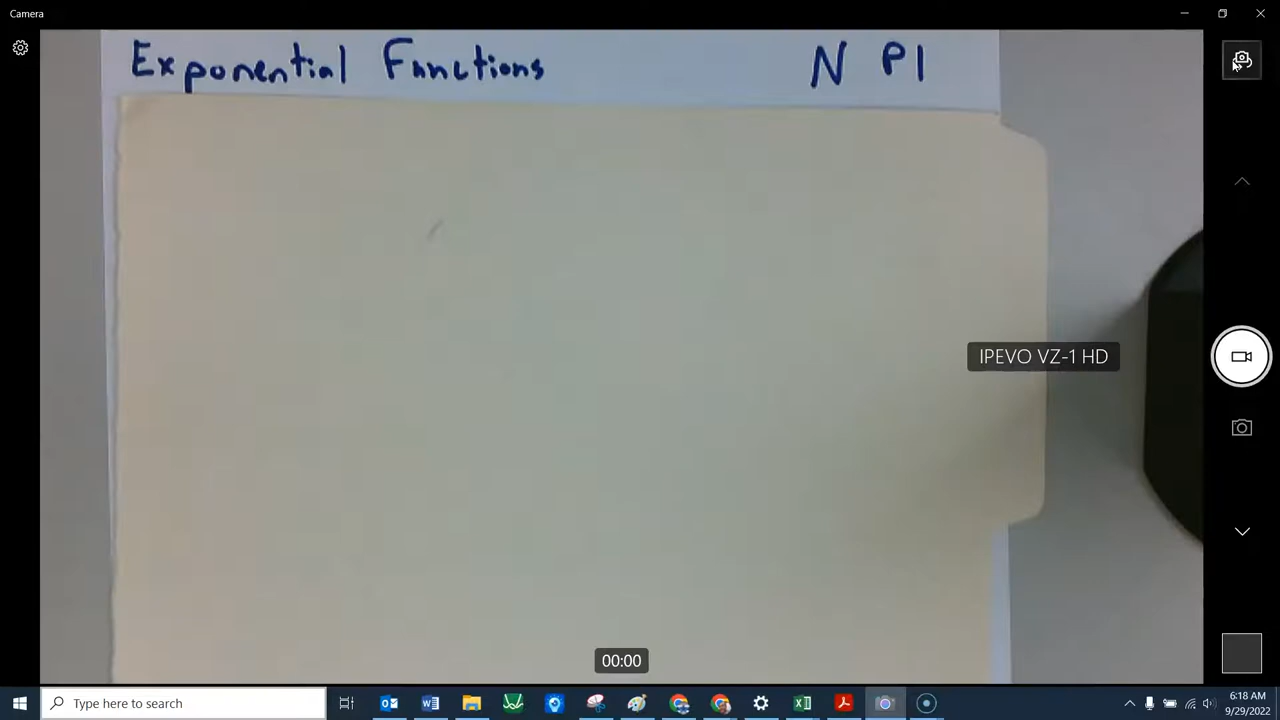 Camera
Exponential Functions N P1
IPEVO VZ-1 HD
00:00
Type here to search
6:18 AM
9/29/2022